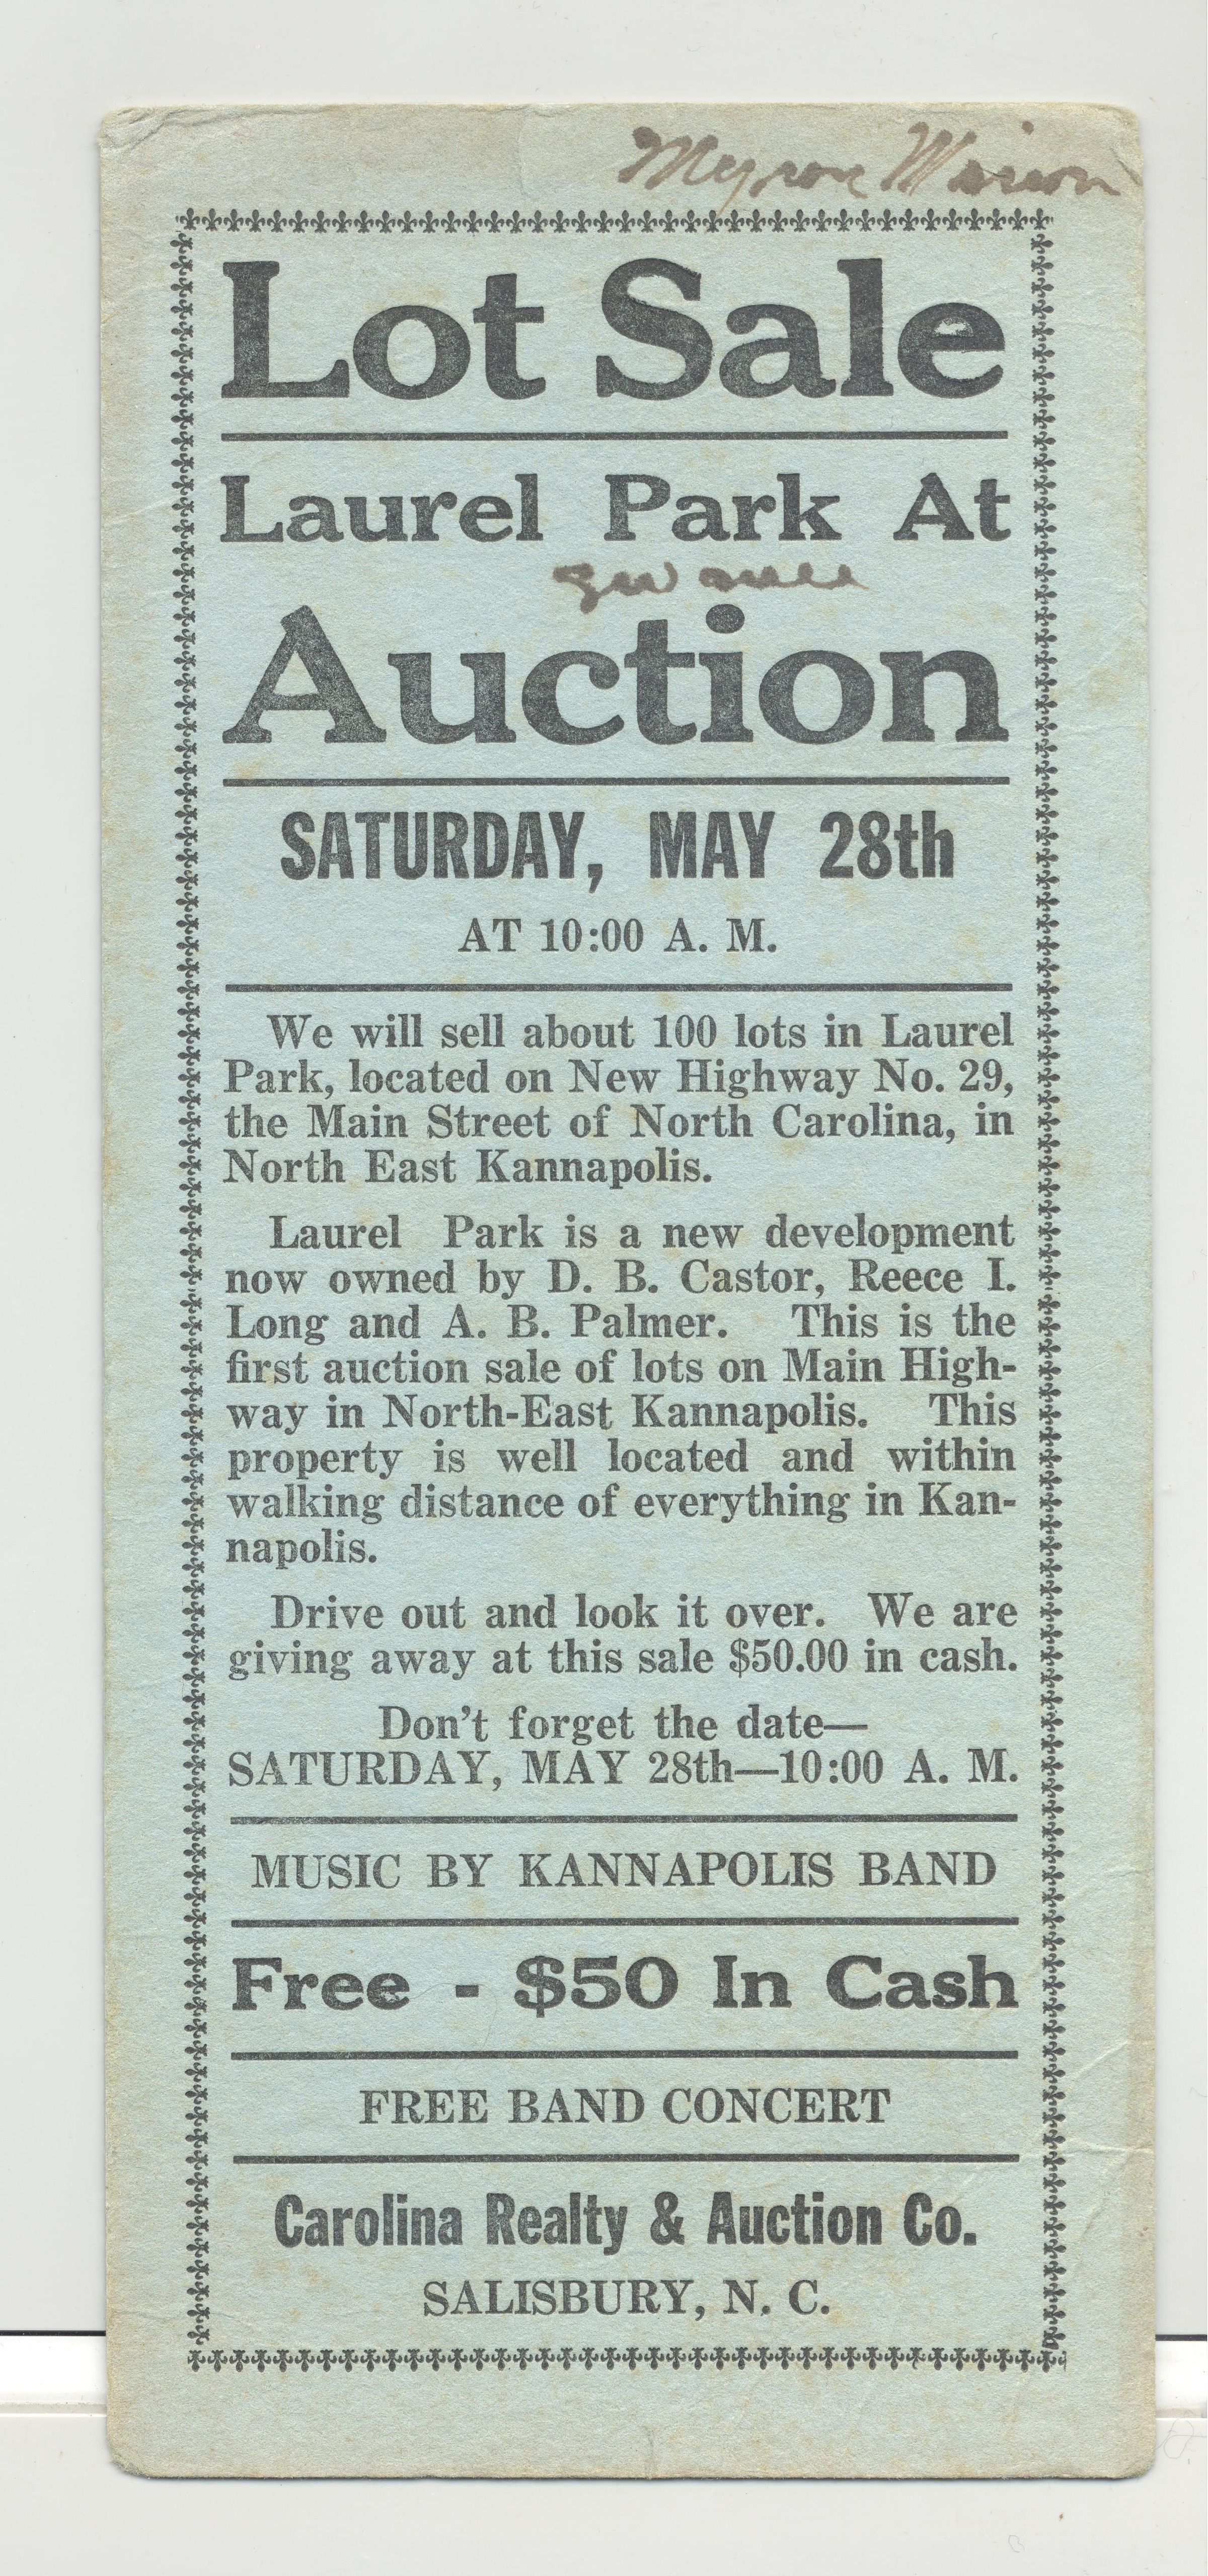 Lot Sale
Laurel Park At
Auction
SATURDAY, MAY 28th
AT 10:00 A. M.
We will sell about 100 lots in Laurel
Park, located on New Highway No. 29,
the Main Street of North Carolina, in
North East Kannapolis.
Laurel Park is a new development
now owned by D. B. Castor, Reece I.
Long and A. B. Palmer. This is the
first auction sale of lots on Main High-
way in North-East Kannapolis. This
property is well located and within
walking distance of everything in Kan-
napolis.
Drive out and look it over. We are
giving away at this sale $50.00 in cash.
Don't forget the date—
SATURDAY, MAY 28th—10:00 A. M.
MUSIC BY KANNAPOLIS BAND
Free - $50 In Cash
FREE BAND CONCERT
Carolina Realty & Auction Co.
SALISBURY, N. C.